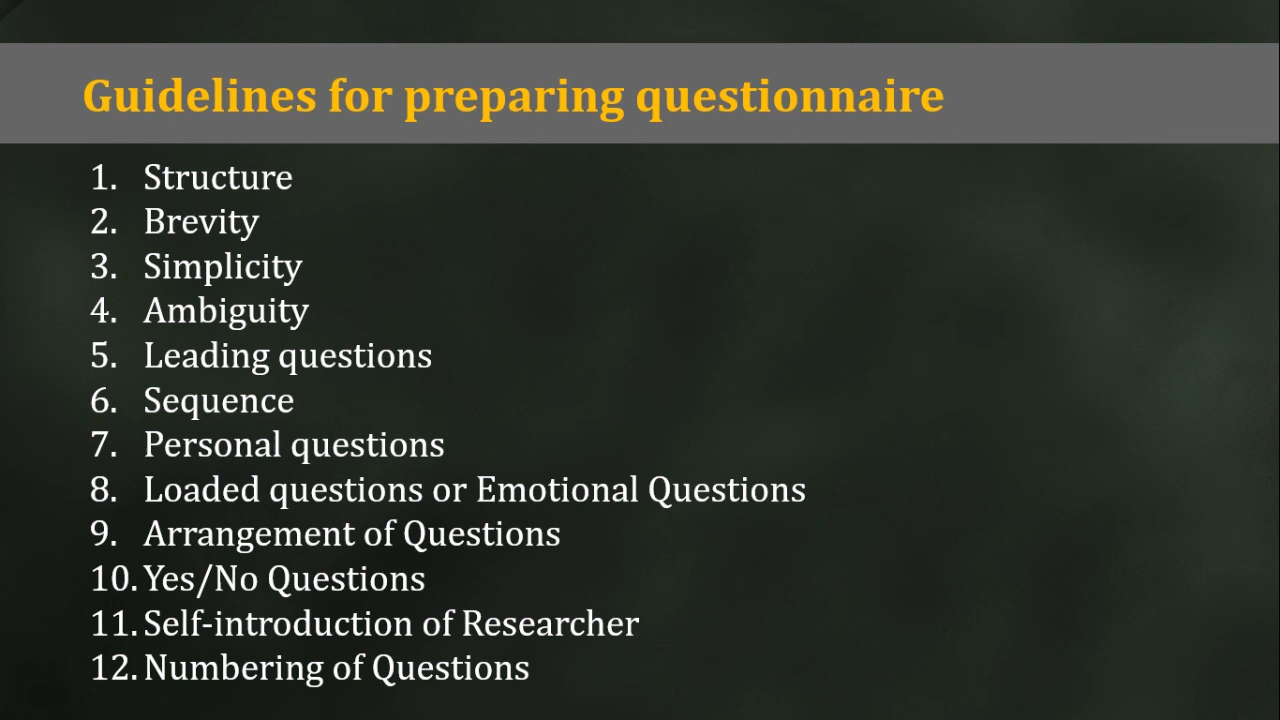 Guidelines for preparing questionnaire
1. Structure
2. Brevity
3. Simplicity
4. Ambiguity
5. Leading questions
6. Sequence
7. Personal questions
8. Loaded questions or Emotional Questions
9. Arrangement of Questions
10. Yes/No Questions
11. Self-introduction of Researcher
12. Numbering of Questions